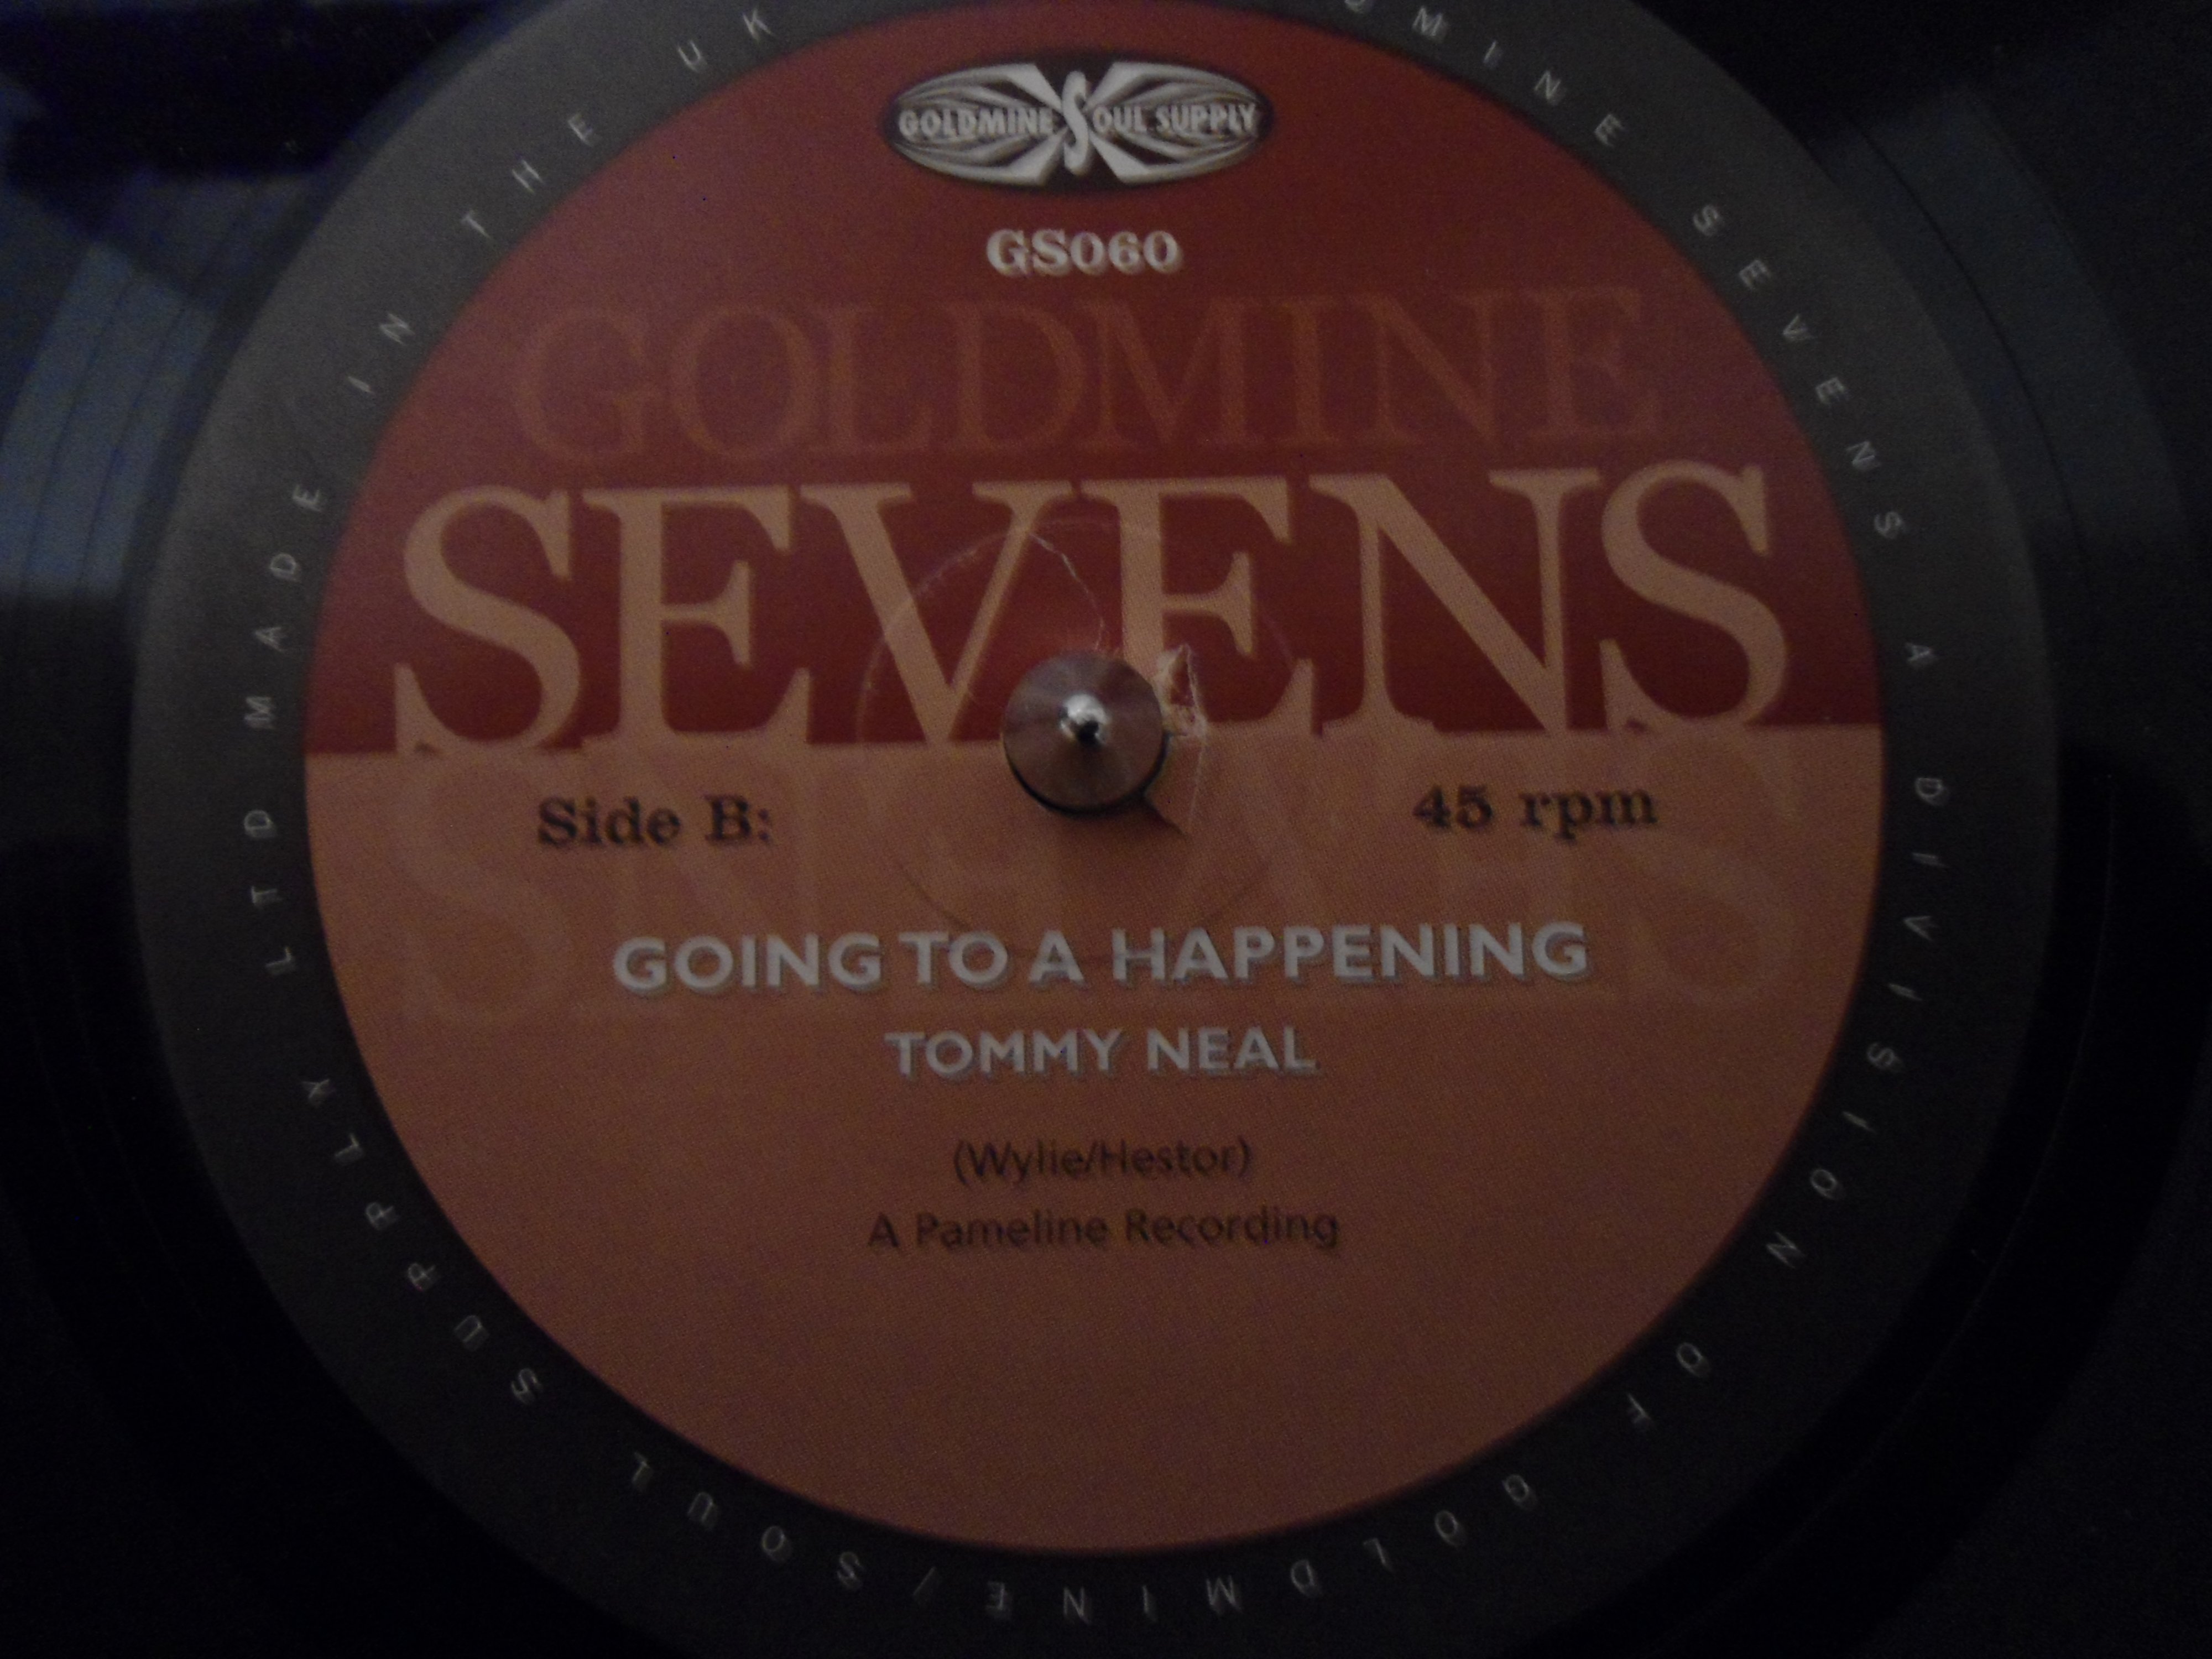 GOLDMINE SOUL SUPPLY
GS060
GOLDMINE
SEVENS
Side B:
45 rpm
GOING TO A HAPPENING
TOMMY NEAL
(Wylie/Hestor)
A Pameline Recording
SEVENS A DIVISION OF GOLDMINE/SOUL SUPPLY LTD MADE IN THE UK